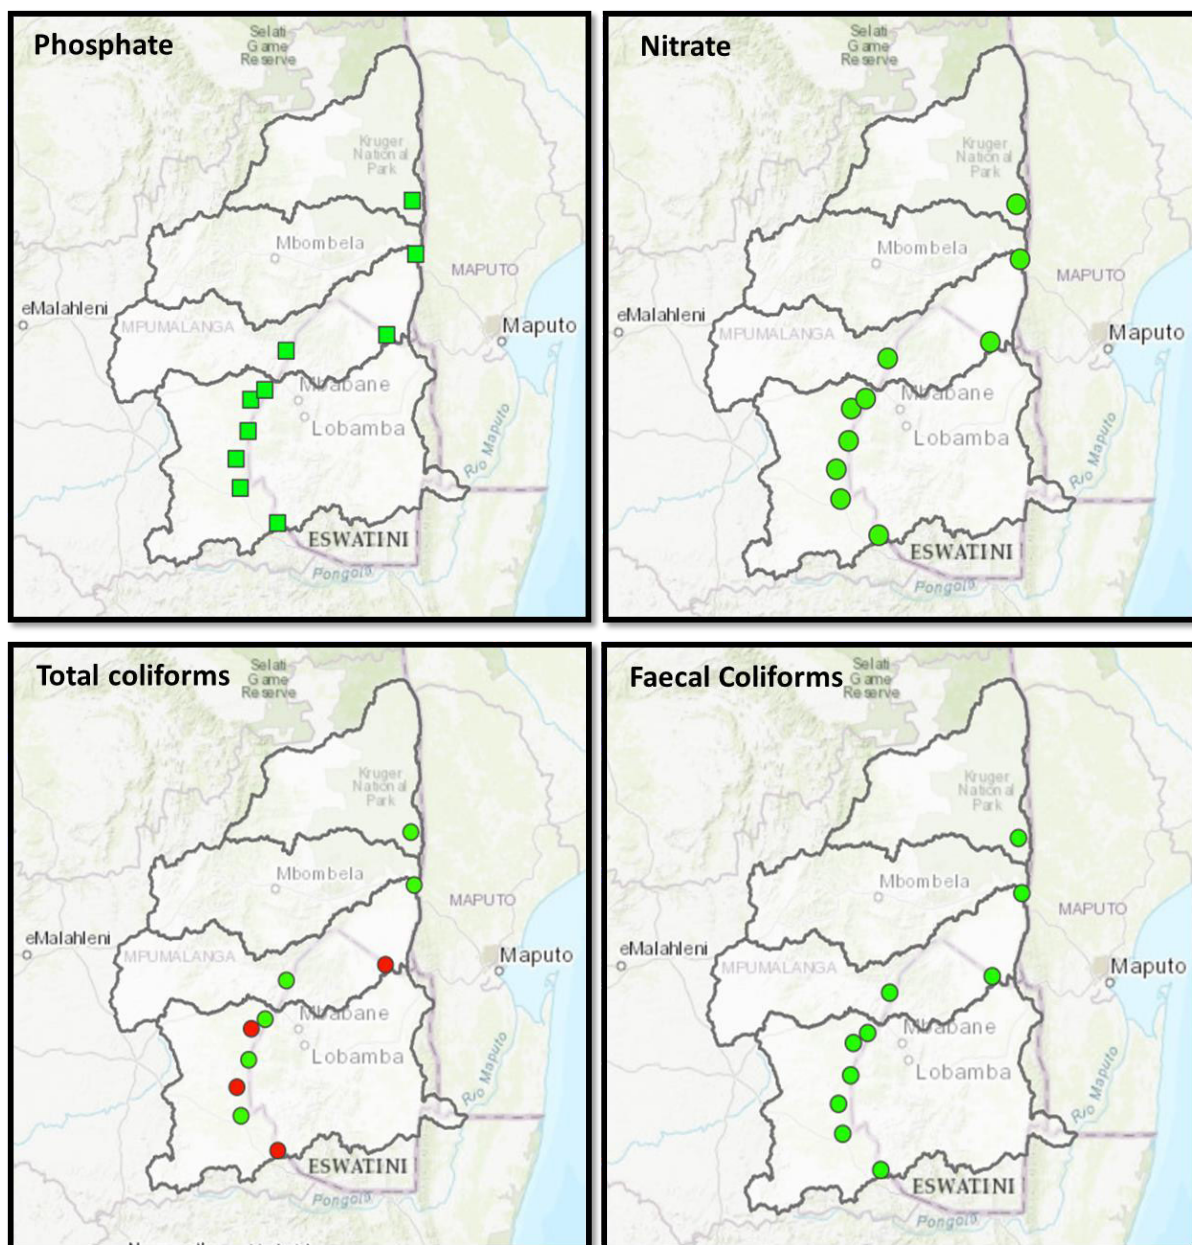 Phosphate
Selati
Game
Reserve
Kruger
National
Park
Mbombela
MAPUTO
eMalahleni
MPUMALANGA
Maputo
Mbabane
Lobamba
Rio Maputo
ESWATINI
Pongola
Nitrate
Selati
Game
Reserve
Kruger
National
Park
Mbombela
MAPUTO
eMalahleni
MPUMALANGA
Maputo
Mbabane
Lobamba
Rio Maputo
ESWATINI
Pongola
Total coliforms
Selati
Game
Reserve
Kruger
National
Park
Mbombela
MAPUTO
eMalahleni
MPUMALANGA
Maputo
Mbabane
Lobamba
Rio Maputo
ESWATINI
Pongola
Faecal Coliforms
Selati
Game
Reserve
Kruger
National
Park
Mbombela
MAPUTO
eMalahleni
MPUMALANGA
Maputo
Mbabane
Lobamba
Rio Maputo
ESWATINI
Pongola